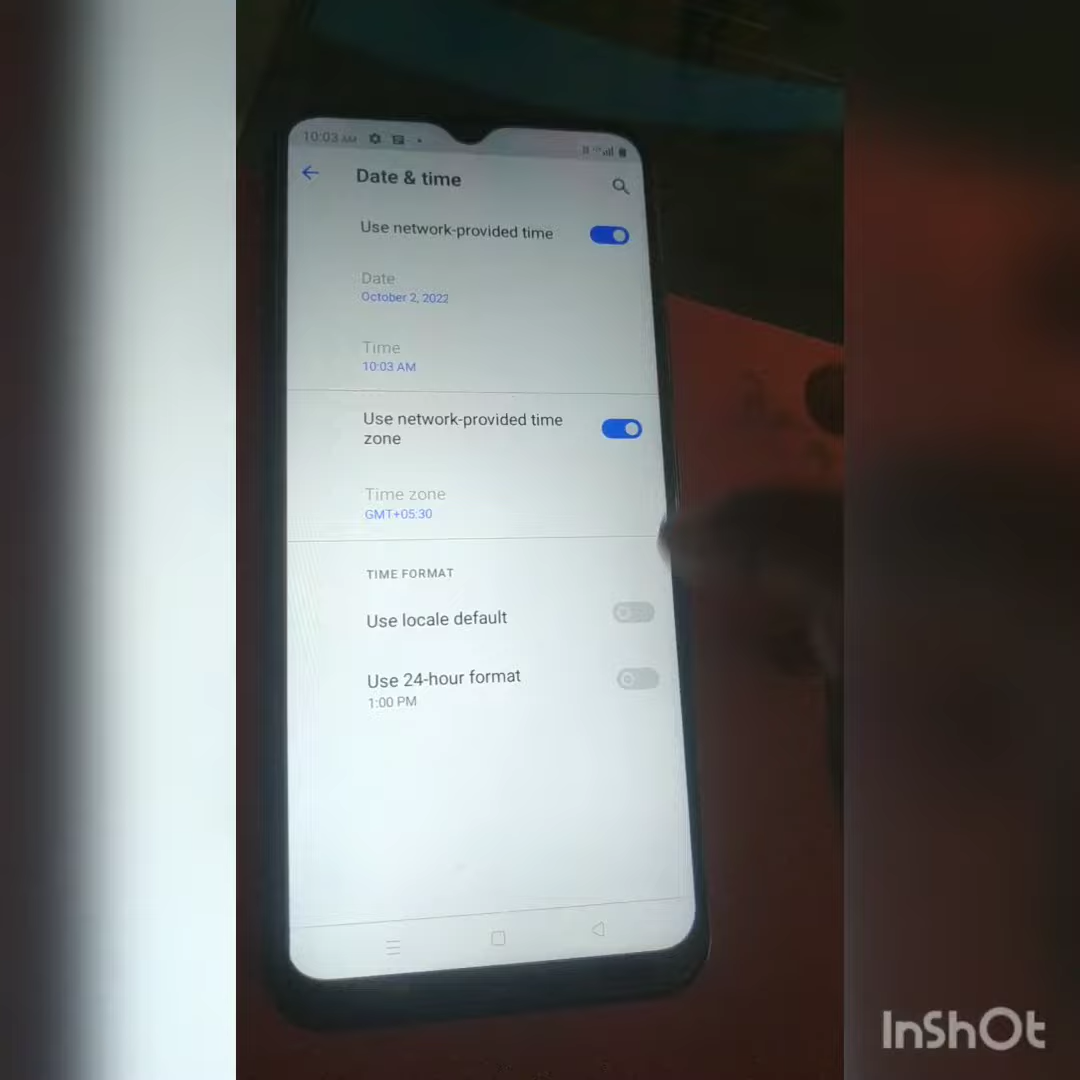 10:03 AM
Date & time
Use network-provided time
Date
October 2, 2022
Time
10:03 AM
Use network-provided time
zone
Time zone
GMT+05:30
TIME FORMAT
Use locale default
Use 24-hour format
1:00 PM
InShOt